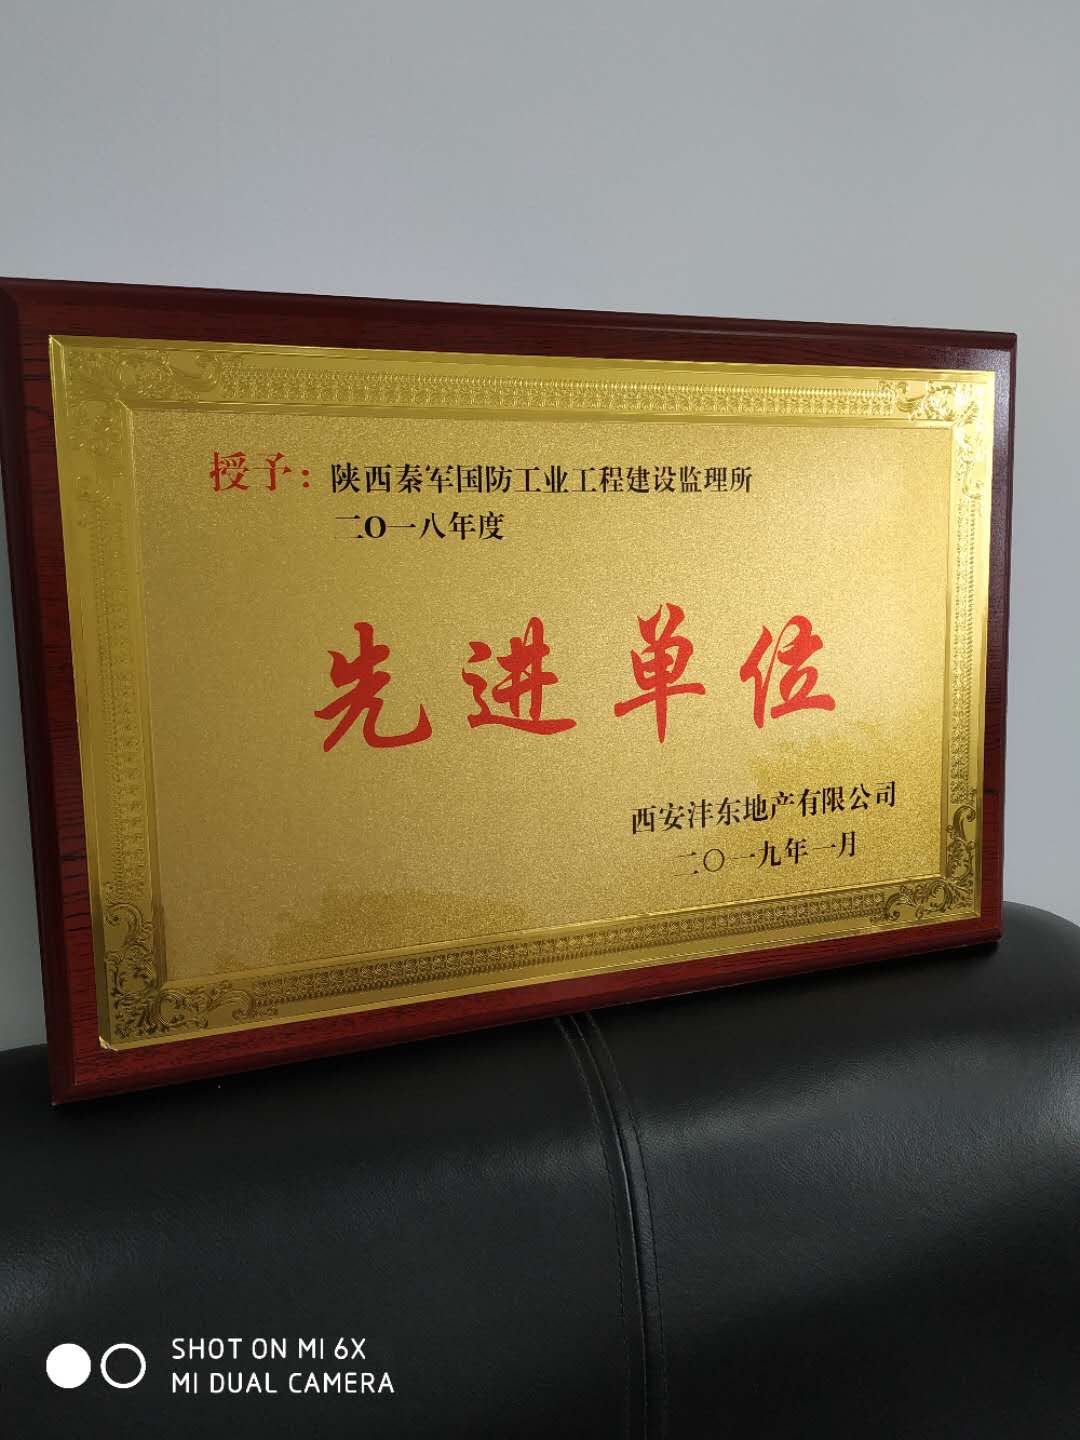 授予：陕西秦军国防工业工程建设监理所
二O一八年度
先进单位
西安沣东地产有限公司
二〇一九年一月
SHOT ON MI 6X
MI DUAL CAMERA